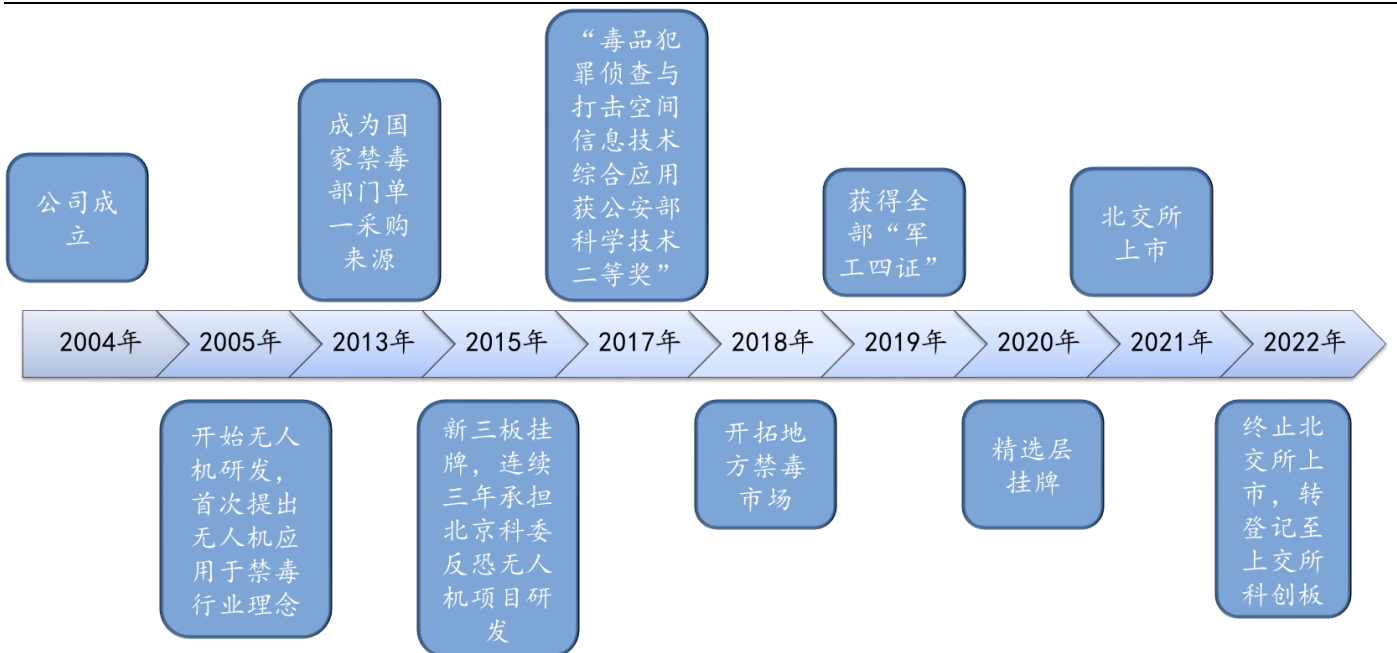 公司成
立
成为国
家禁毒
部门单
一采购
来源
“毒品犯
罪侦查与
打击空间
信息技术
综合应用
获公安部
科学技术
二等奖”
获得全
部“军
工四证”
北交所
上市
2004年
2005年
2013年
2015年
2017年
2018年
2019年
2020年
2021年
2022年
开始无人
机研发，
首次提出
无人机应
用于禁毒
行业理念
新三板挂
牌，连续
三年承担
北京科委
反恐无人
机项目研
发
开拓地
方禁毒
市场
精选层
挂牌
终止北
交所上
市，转
登记至
上交所
科创板